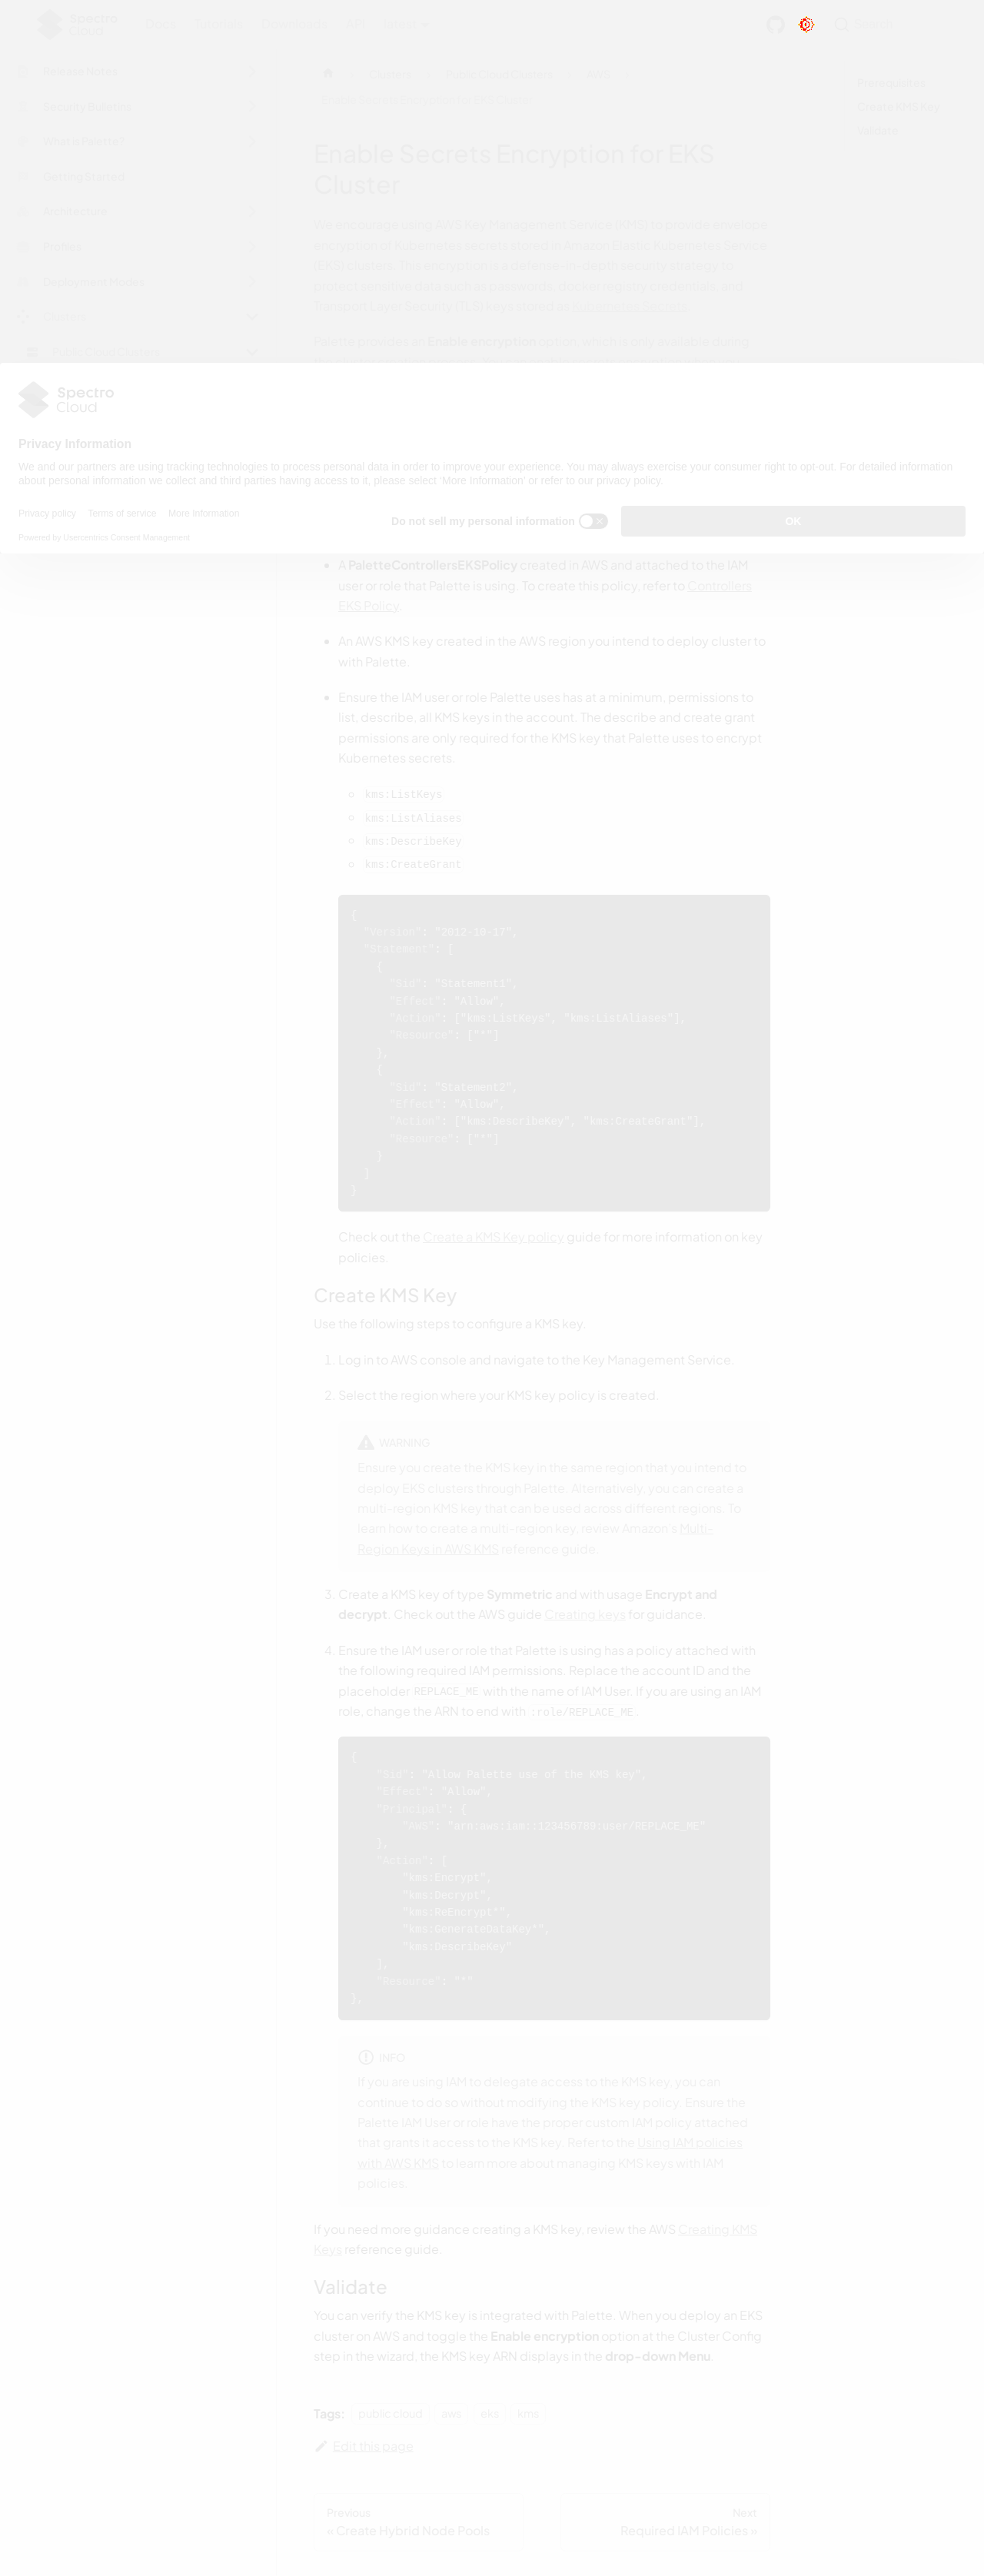 Spectro
Cloud
Release Notes
Security Bulletins
What is Palette?
Getting Started
Architecture
Profiles
Deployment Modes
Clusters
Public Cloud Clusters
Clusters
Public Cloud Clusters
AWS
Prerequisites
Create KMS Key
Validate
Enable Secrets Encryption for EKS
Cluster
We encourage using AWS Key Management Service (KMS) to provide envelope
encryption of Kubernetes secrets stored in Amazon Elastic Kubernetes Service
(EKS) clusters. This encryption is a defense-in-depth security strategy to
protect sensitive data such as passwords, docker registry credentials, and
Transport Layer Security (TLS) keys stored as Kubernetes Secrets.
Palette provides an Enable encryption option, which is only available during
Spectro
Cloud
Privacy Information
We and our partners are using tracking technologies to process personal data in order to improve your experience. You may always exercise your consumer right to opt-out. For detailed information
about personal information we collect and third parties having access to it, please select 'More Information' or refer to our privacy policy.
Privacy policy
Terms of service
More Information
Do not sell my personal information
OK
Powered by Usercentrics Consent Management
A PaletteControllersEKSPolicy created in AWS and attached to the IAM
user or role that Palette is using. To create this policy, refer to Controllers
EKS Policy.
An AWS KMS key created in the AWS region you intend to deploy cluster to
with Palette.
Ensure the IAM user or role Palette uses has at a minimum, permissions to
list, describe, all KMS keys in the account. The describe and create grant
permissions are only required for the KMS key that Palette uses to encrypt
Kubernetes secrets.
kms:ListKeys
kms:ListAliases
kms:DescribeKey
kms:CreateGrant
{
"Version": "2012-10-17",
"Statement": [
{
"Sid": "Statement1",
"Effect": "Allow",
"Action": ["kms:ListKeys", "kms:ListAliases"],
"Resource": ["*"]
},
{
"Sid": "Statement2",
"Effect": "Allow",
"Action": ["kms:DescribeKey", "kms:CreateGrant"],
"Resource": ["*"]
}
]
}
Check out the Create a KMS Key policy guide for more information on key
policies.
Create KMS Key
Use the following steps to configure a KMS key.
1. Log in to AWS console and navigate to the Key Management Service.
2. Select the region where your KMS key policy is created.
WARNING
Ensure you create the KMS key in the same region that you intend to
deploy EKS clusters through Palette. Alternatively, you can create a
multi-region KMS key that can be used across different regions. To
learn how to create a multi-region key, review Amazon's Multi-
Region Keys in AWS KMS reference guide.
3. Create a KMS key of type Symmetric and with usage Encrypt and
decrypt. Check out the AWS guide Creating keys for guidance.
4. Ensure the IAM user or role that Palette is using has a policy attached with
the following required IAM permissions. Replace the account ID and the
placeholder REPLACE_ME with the name of IAM User. If you are using an IAM
role, change the ARN to end with :role/REPLACE_ME.
{
"Sid": "Allow Palette use of the KMS key",
"Effect": "Allow",
"Principal": {
"AWS": "arn:aws:iam::123456789:user/REPLACE_ME"
},
"Action": [
"kms:Encrypt",
"kms:Decrypt",
"kms:ReEncrypt*",
"kms:GenerateDataKey*",
"kms:DescribeKey"
],
"Resource": "*"
},
INFO
If you are using IAM to delegate access to the KMS key, you can
continue to do so without modifying the KMS key policy. Ensure the
Palette IAM User or role have the proper custom IAM policy attached
that grants it access to the KMS key. Refer to the Using IAM policies
with AWS KMS to learn more about managing KMS keys with IAM
policies.
If you need more guidance creating a KMS key, review the AWS Creating KMS
Keys reference guide.
Validate
You can verify the KMS key is integrated with Palette. When you deploy an EKS
cluster on AWS and toggle the Enable encryption option at the Cluster Config
step in the wizard, the KMS key ARN displays in the drop-down Menu.
Tags: public cloud aws eks kms
Edit this page
Previous
« Create Hybrid Node Pools
Next
Required IAM Policies »